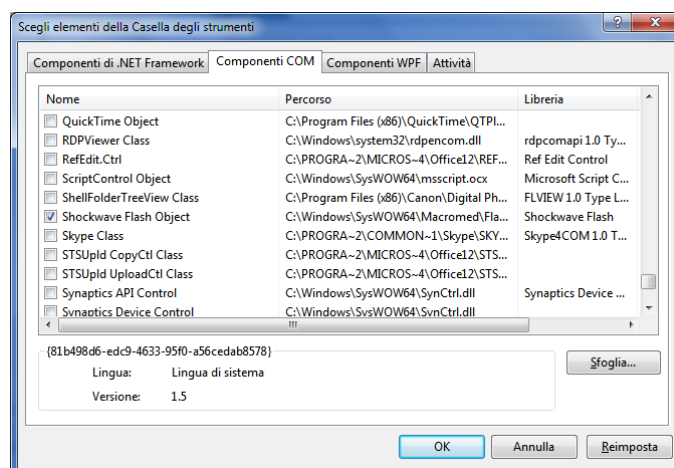 Scegli elementi della Casella degli strumenti
Componenti di .NET Framework Componenti COM Componenti WPF Attività
Nome Percorso Libreria
QuickTime Object C:\Program Files (x86)\QuickTime\QTPl...
RDPViewer Class C:\Windows\system32\rdpencom.dll rdpcomapi 1.0 Ty...
RefEdit.Ctrl C:\PROGRA~2\MICROS~4\Office12\REF... Ref Edit Control
ScriptControl Object C:\Windows\SysWOW64\msscript.ocx Microsoft Script C...
ShellFolderTreeView Class C:\Program Files (x86)\Canon\Digital Ph... FLVIEW 1.0 Type L...
Shockwave Flash Object C:\Windows\SysWOW64\Macromed\Fla... Shockwave Flash
Skype Class C:\PROGRA~2\COMMON~1\Skype\SKY... Skype4COM 1.0 T...
STSUpld CopyCtl Class C:\PROGRA~2\MICROS~4\Office12\STS...
STSUpld UploadCtl Class C:\PROGRA~2\MICROS~4\Office12\STS...
Synaptics API Control C:\Windows\SysWOW64\SynCtrl.dll Synaptics Device ...
Synaptics Device Control C:\Windows\SysWOW64\SynCtrl.dll
{81b498d6-edc9-4633-95f0-a56cedab8578}
Lingua: Lingua di sistema
Versione: 1.5
Sfoglia...
OK Annulla Reimposta